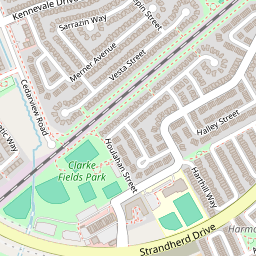 Kennevale Drive
Sarrazin Way
Merner Avenue
Vesta Street
Cedarview Road
Houlahan Street
Halley Street
Clarke
Fields Park
Harthill Way
Strandherd Drive